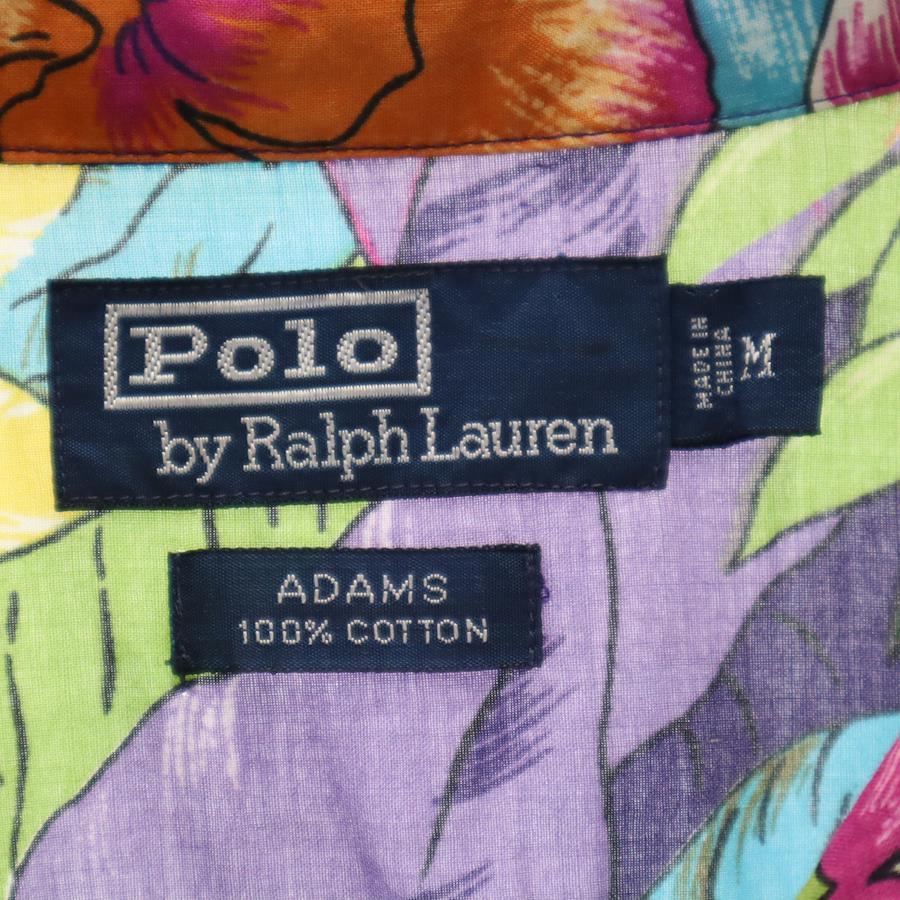 Polo
by Ralph Lauren
MADE IN
CHINA
M
ADAMS
100% COTTON